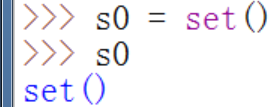 >>> s0 = set()
>>> s0
set()